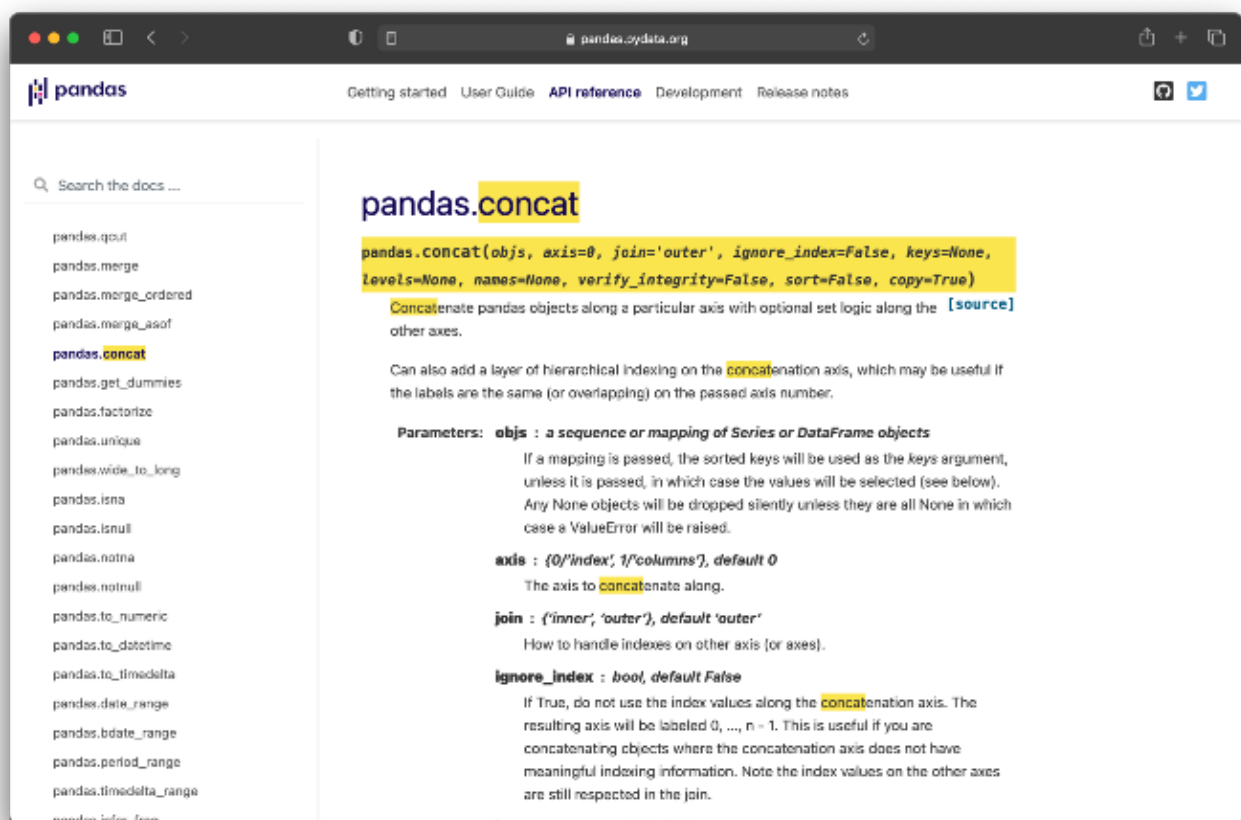 pandas.pydata.org
pandas
Getting started User Guide API reference Development Release notes
Search the docs ...
pandas.qcut
pandas.merge
pandas.merge_ordered
pandas.merge_asof
pandas.concat
pandas.get_dummies
pandas.factorize
pandas.unique
pandas.wide_to_long
pandas.isna
pandas.isnull
pandas.notna
pandas.notnull
pandas.to_numeric
pandas.to_datetime
pandas.to_timedelta
pandas.date_range
pandas.bdate_range
pandas.period_range
pandas.timedelta_range
pandas.infer_freq
pandas.concat
pandas.concat(objs, axis=0, join='outer', ignore_index=False, keys=None,
levels=None, names=None, verify_integrity=False, sort=False, copy=True)
[source]
Concatenate pandas objects along a particular axis with optional set logic along the
other axes.
Can also add a layer of hierarchical indexing on the concatenation axis, which may be useful if
the labels are the same (or overlapping) on the passed axis number.
Parameters: objs : a sequence or mapping of Series or DataFrame objects
If a mapping is passed, the sorted keys will be used as the keys argument,
unless it is passed, in which case the values will be selected (see below).
Any None objects will be dropped silently unless they are all None in which
case a ValueError will be raised.
axis : {0/'index', 1/'columns'}, default 0
The axis to concatenate along.
join : {'inner', 'outer'}, default 'outer'
How to handle indexes on other axis (or axes).
ignore_index : bool, default False
If True, do not use the index values along the concatenation axis. The
resulting axis will be labeled 0, ..., n - 1. This is useful if you are
concatenating objects where the concatenation axis does not have
meaningful indexing information. Note the index values on the other axes
are still respected in the join.